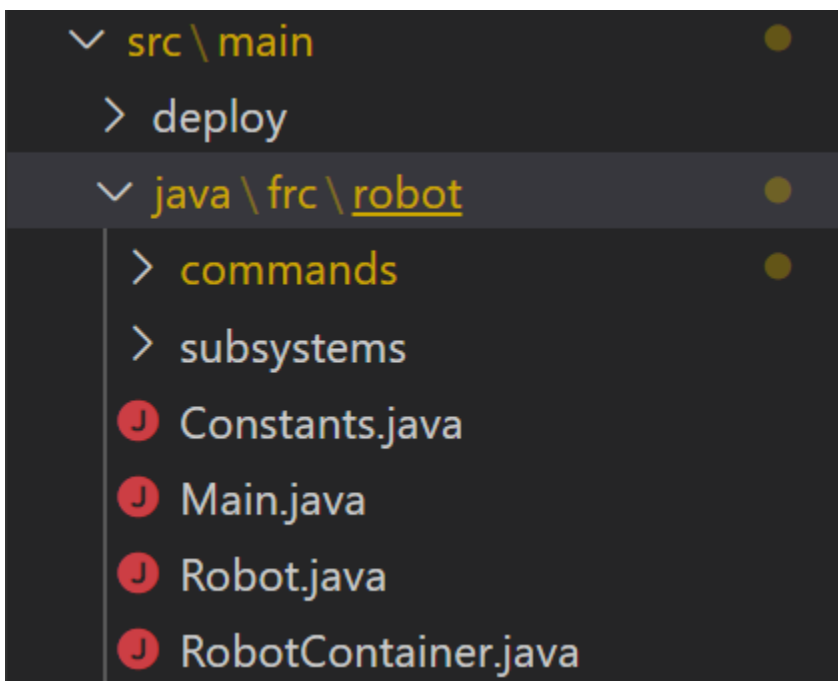 src\main
deploy
java\frc\robot
commands
subsystems
J Constants.java
J Main.java
J Robot.java
J RobotContainer.java